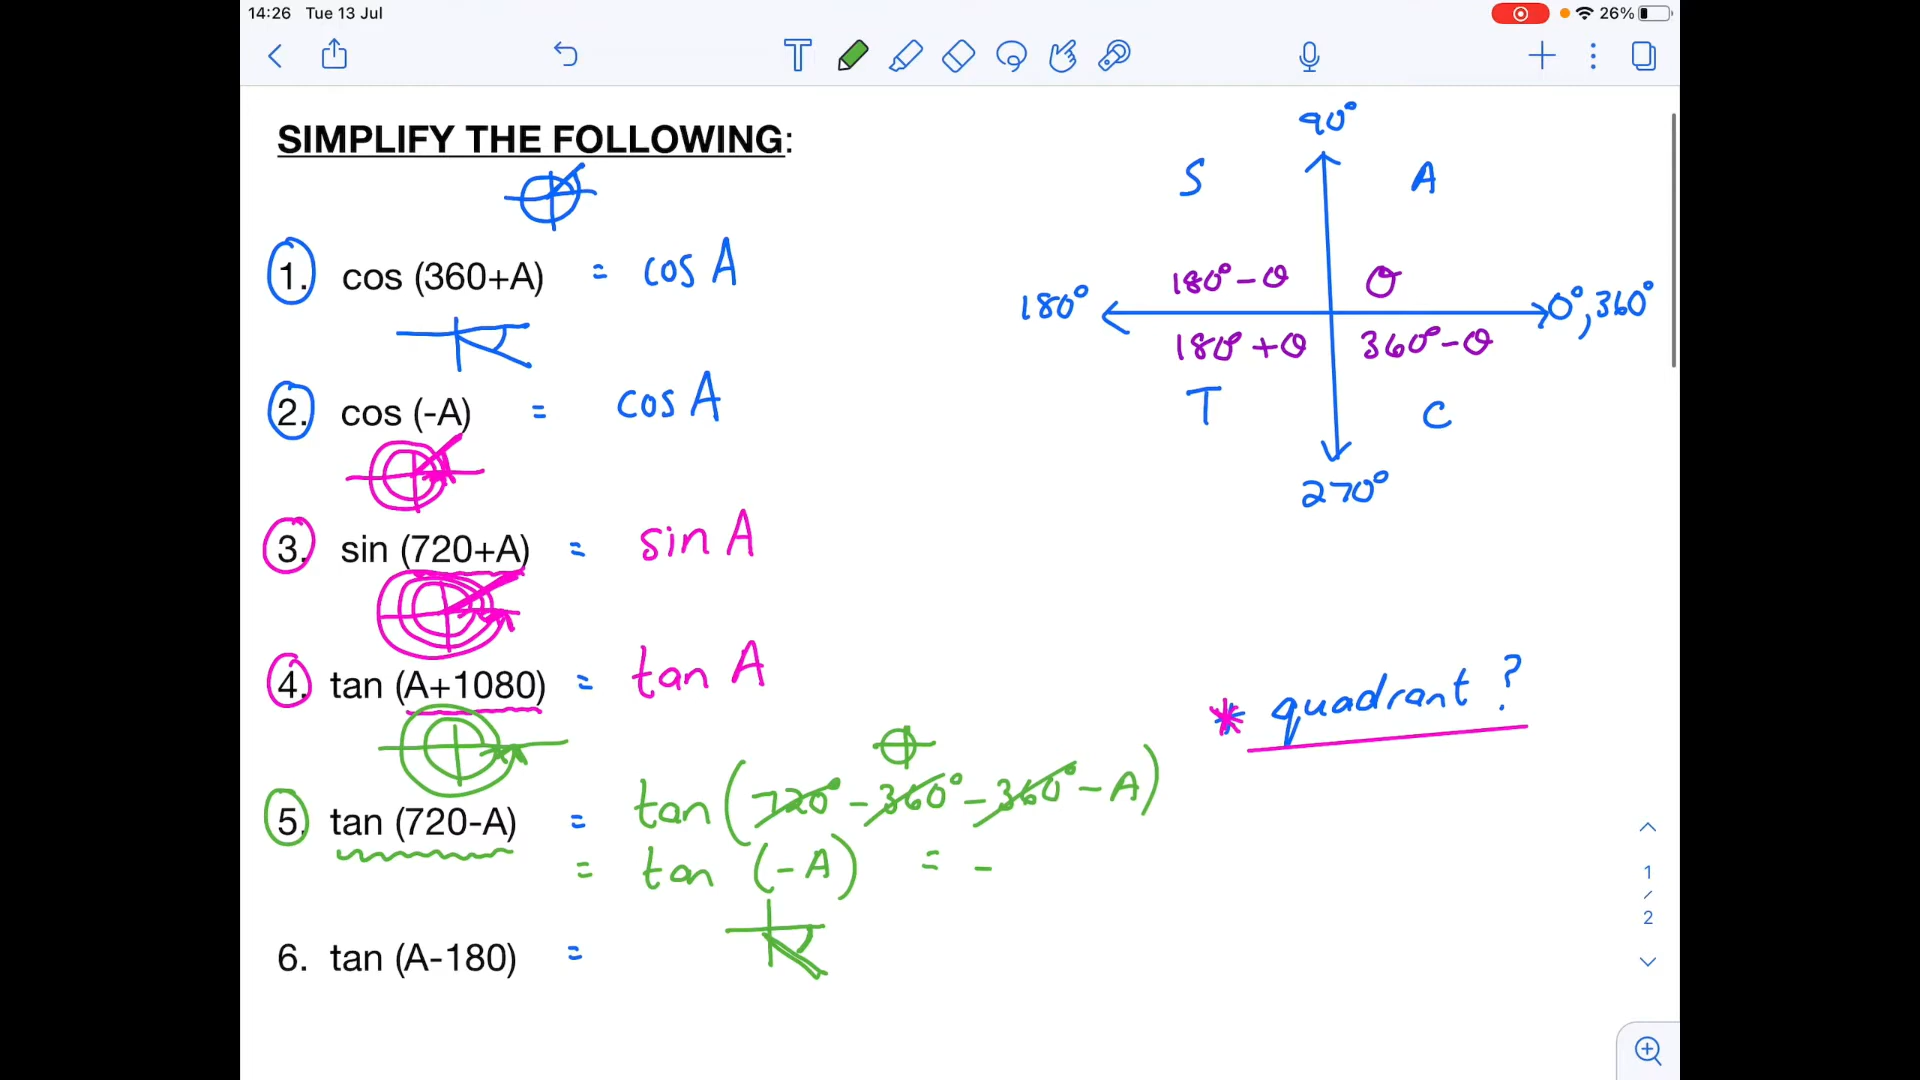 14:26 Tue 13 Jul
26%
T
SIMPLIFY THE FOLLOWING:
90°
S A
180°-θ θ
180° 0°, 360°
180°+θ 360°-θ
T C
270°
1. cos (360+A) = cos A
2. cos (-A) = cos A
3. sin (720+A) = sin A
4. tan (A+1080) = tan A
* quadrant ?
5. tan (720-A) = tan (720° - 360° - 360° - A)
= tan (-A) = -
6. tan (A-180) =
1
/
2